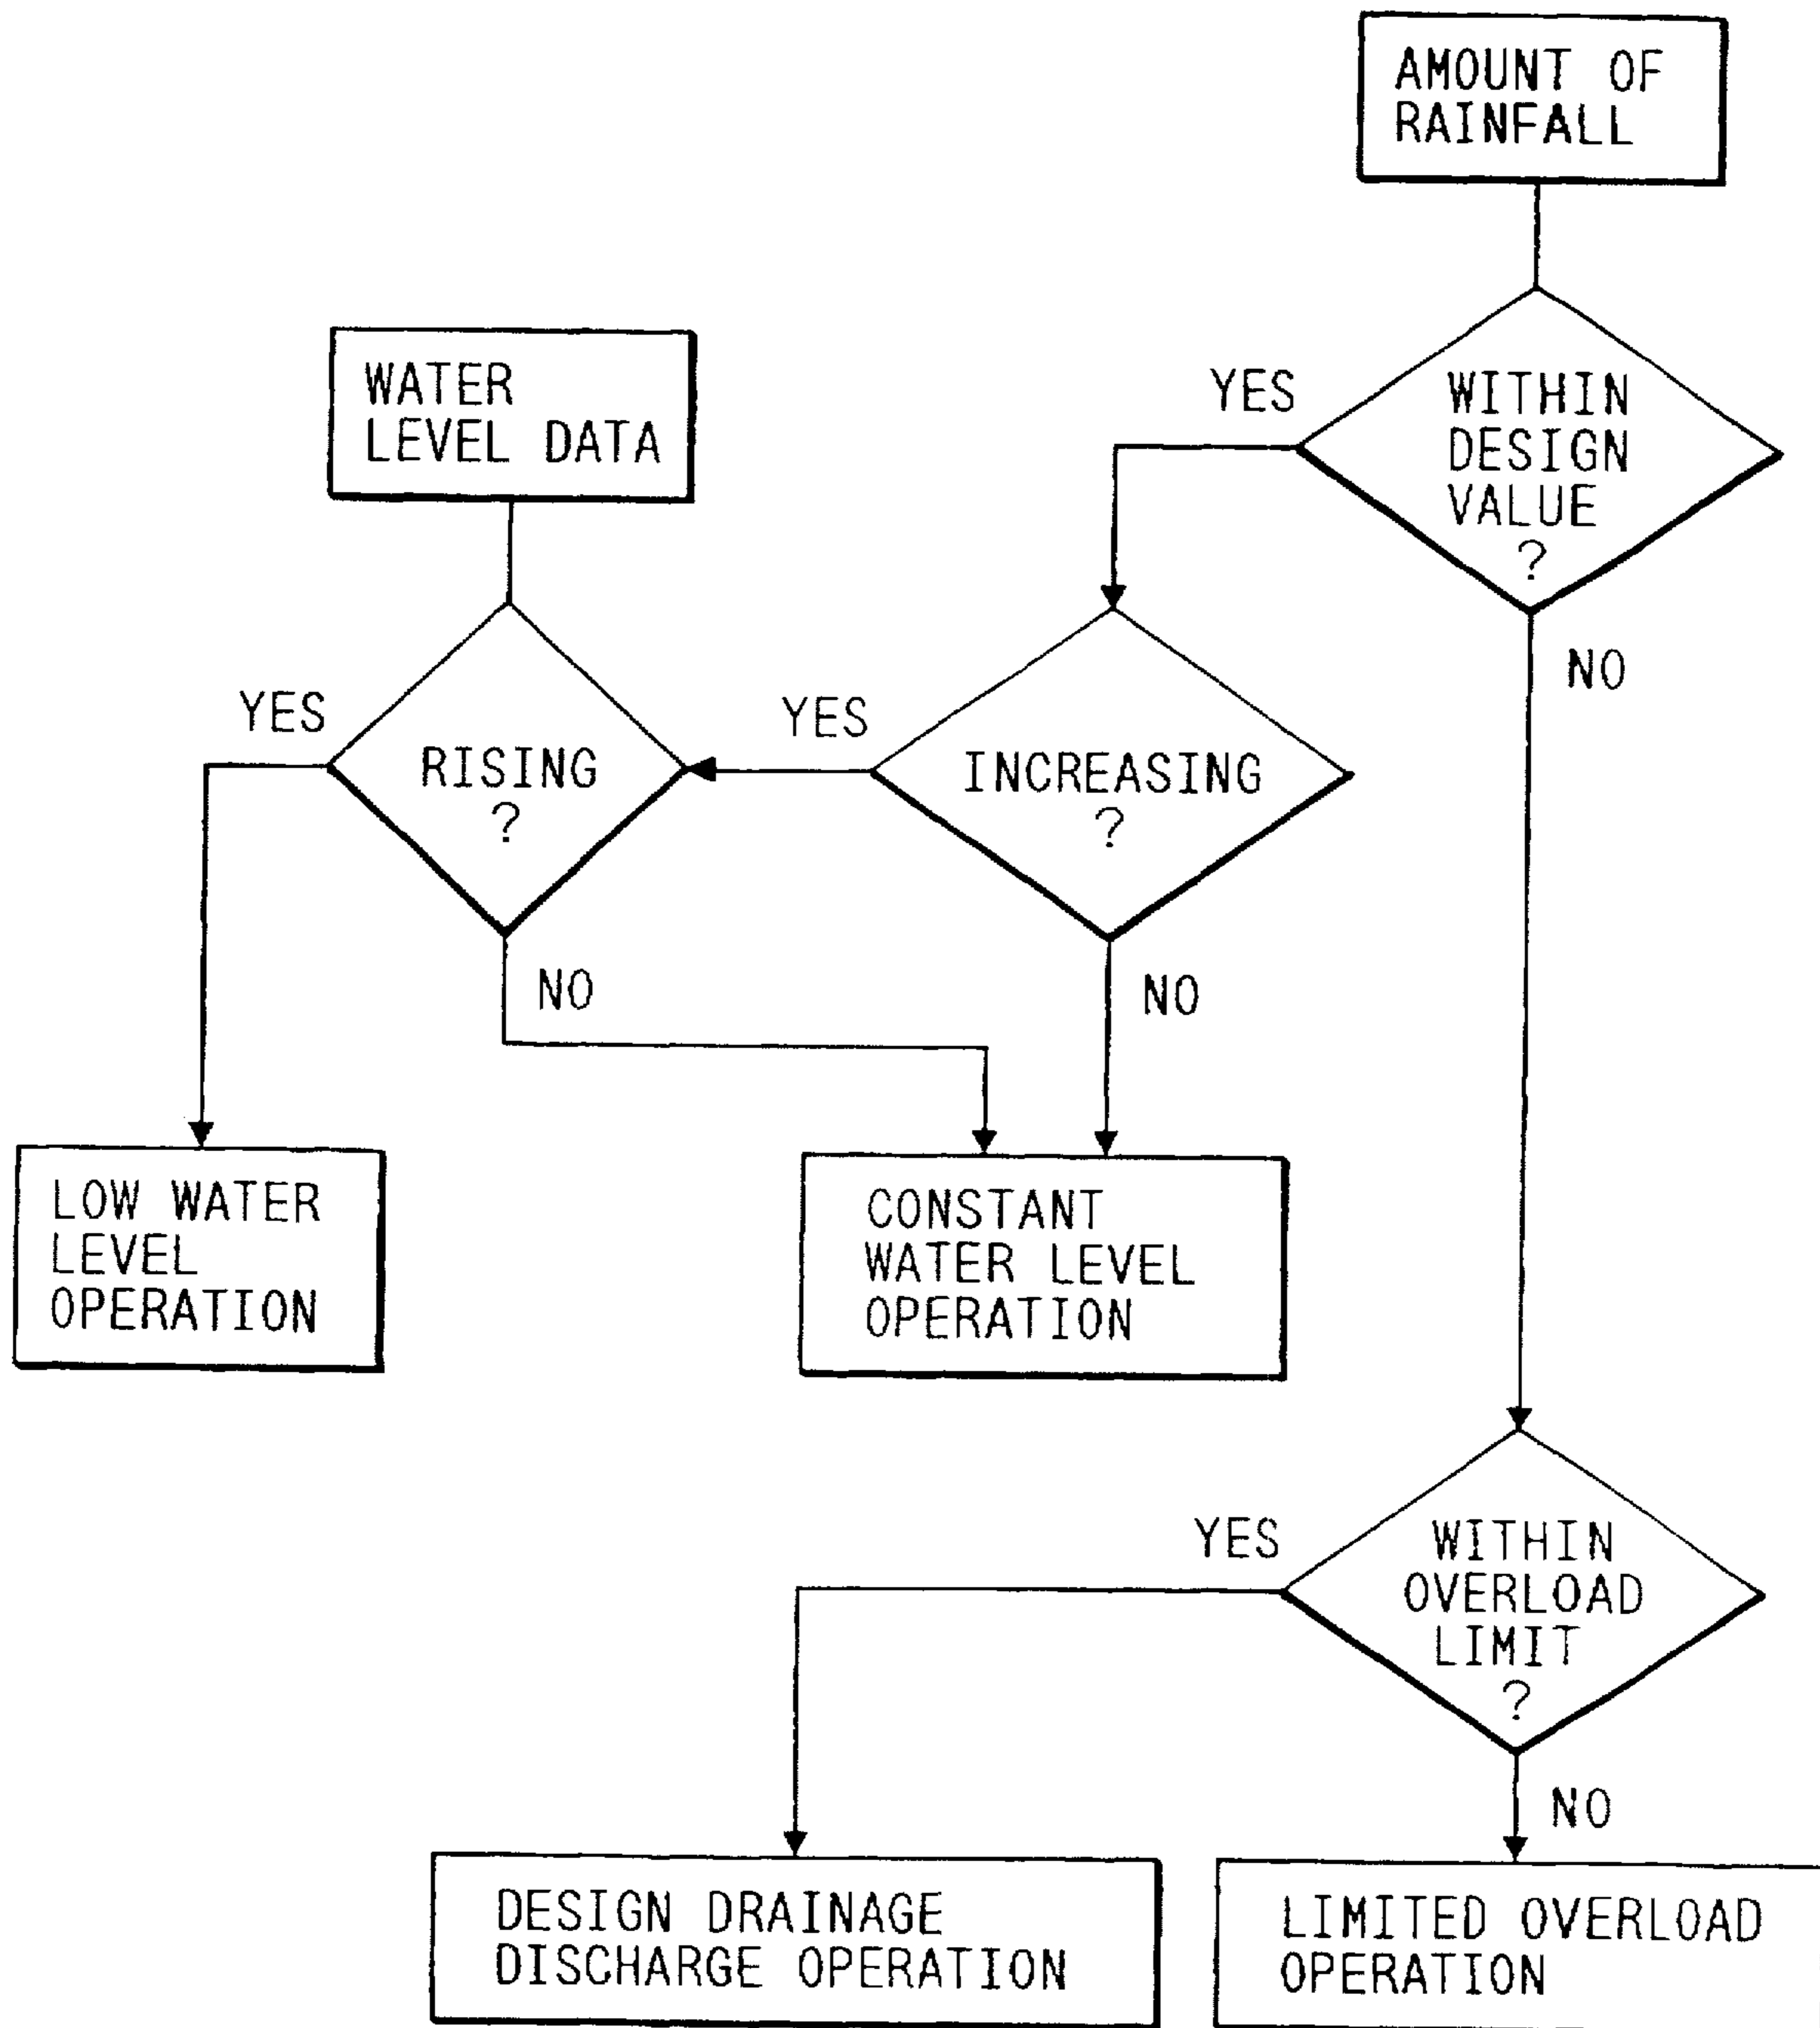 AMOUNT OF
RAINFALL
WATER
LEVEL DATA
YES
WITHIN
DESIGN
VALUE
?
NO
YES
RISING
?
YES
INCREASING
?
NO
NO
LOW WATER
LEVEL
OPERATION
CONSTANT
WATER LEVEL
OPERATION
YES
WITHIN
OVERLOAD
LIMIT
?
NO
DESIGN DRAINAGE
DISCHARGE OPERATION
LIMITED OVERLOAD
OPERATION